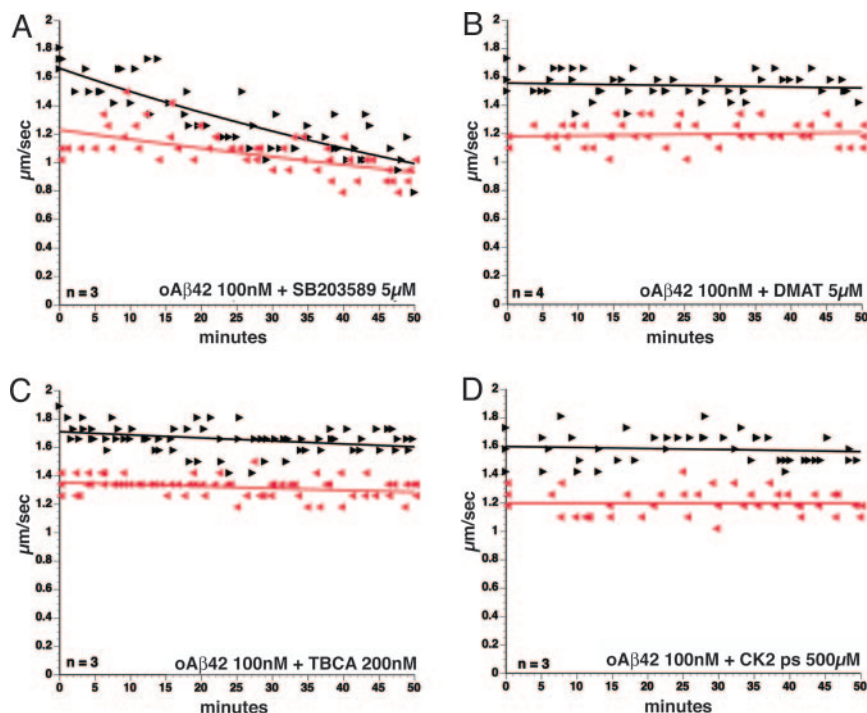 A
2
1.8
1.6
1.4
1.2
1
0.8
0.6
0.4
0.2
0
µm/sec
n = 3
oAβ42 100nM + SB203589 5µM
0 5 10 15 20 25 30 35 40 45 50
minutes
B
2
1.8
1.6
1.4
1.2
1
0.8
0.6
0.4
0.2
0
n = 4
oAβ42 100nM + DMAT 5µM
0 5 10 15 20 25 30 35 40 45 50
minutes
C
2
1.8
1.6
1.4
1.2
1
0.8
0.6
0.4
0.2
0
µm/sec
n = 3
oAβ42 100nM + TBCA 200nM
0 5 10 15 20 25 30 35 40 45 50
minutes
D
2
1.8
1.6
1.4
1.2
1
0.8
0.6
0.4
0.2
0
µm/sec
n = 3
oAβ42 100nM + CK2 ps 500µM
0 5 10 15 20 25 30 35 40 45 50
minutes